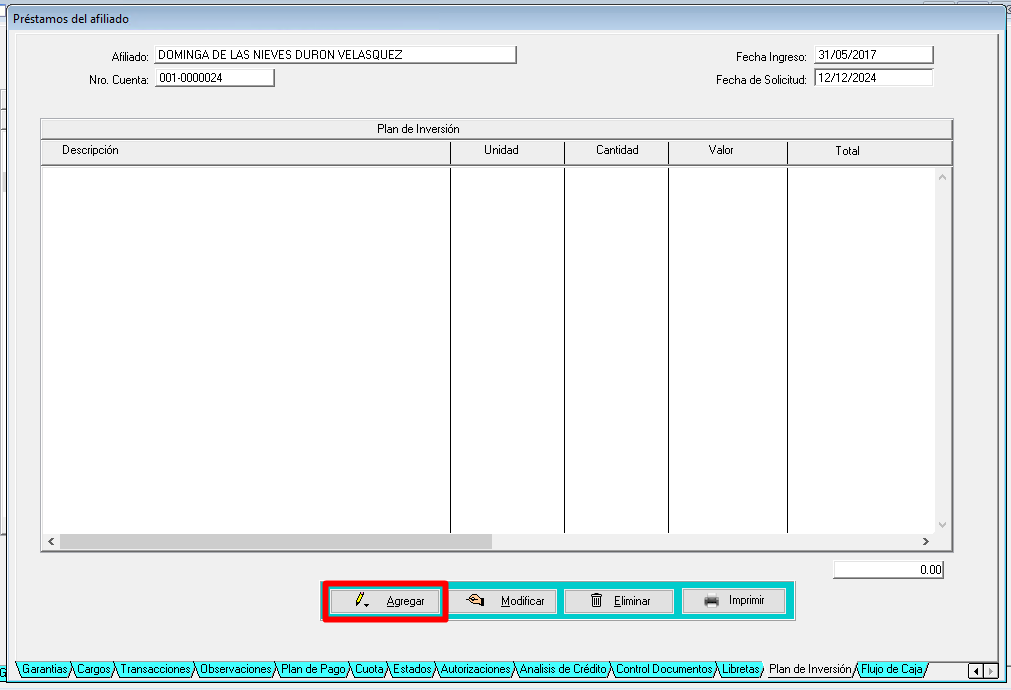 Préstamos del afiliado
Afiliado: DOMINGA DE LAS NIEVES DURON VELASQUEZ Fecha Ingreso: 31/05/2017
Nro. Cuenta: 001-0000024 Fecha de Solicitud: 12/12/2024
Plan de Inversión
Descripción Unidad Cantidad Valor Total
0.00
Agregar Modificar Eliminar Imprimir
Garantias Cargos Transacciones Observaciones Plan de Pago Cuota Estados Autorizaciones Analisis de Crédito Control Documentos Libretas Plan de Inversión Flujo de Caja